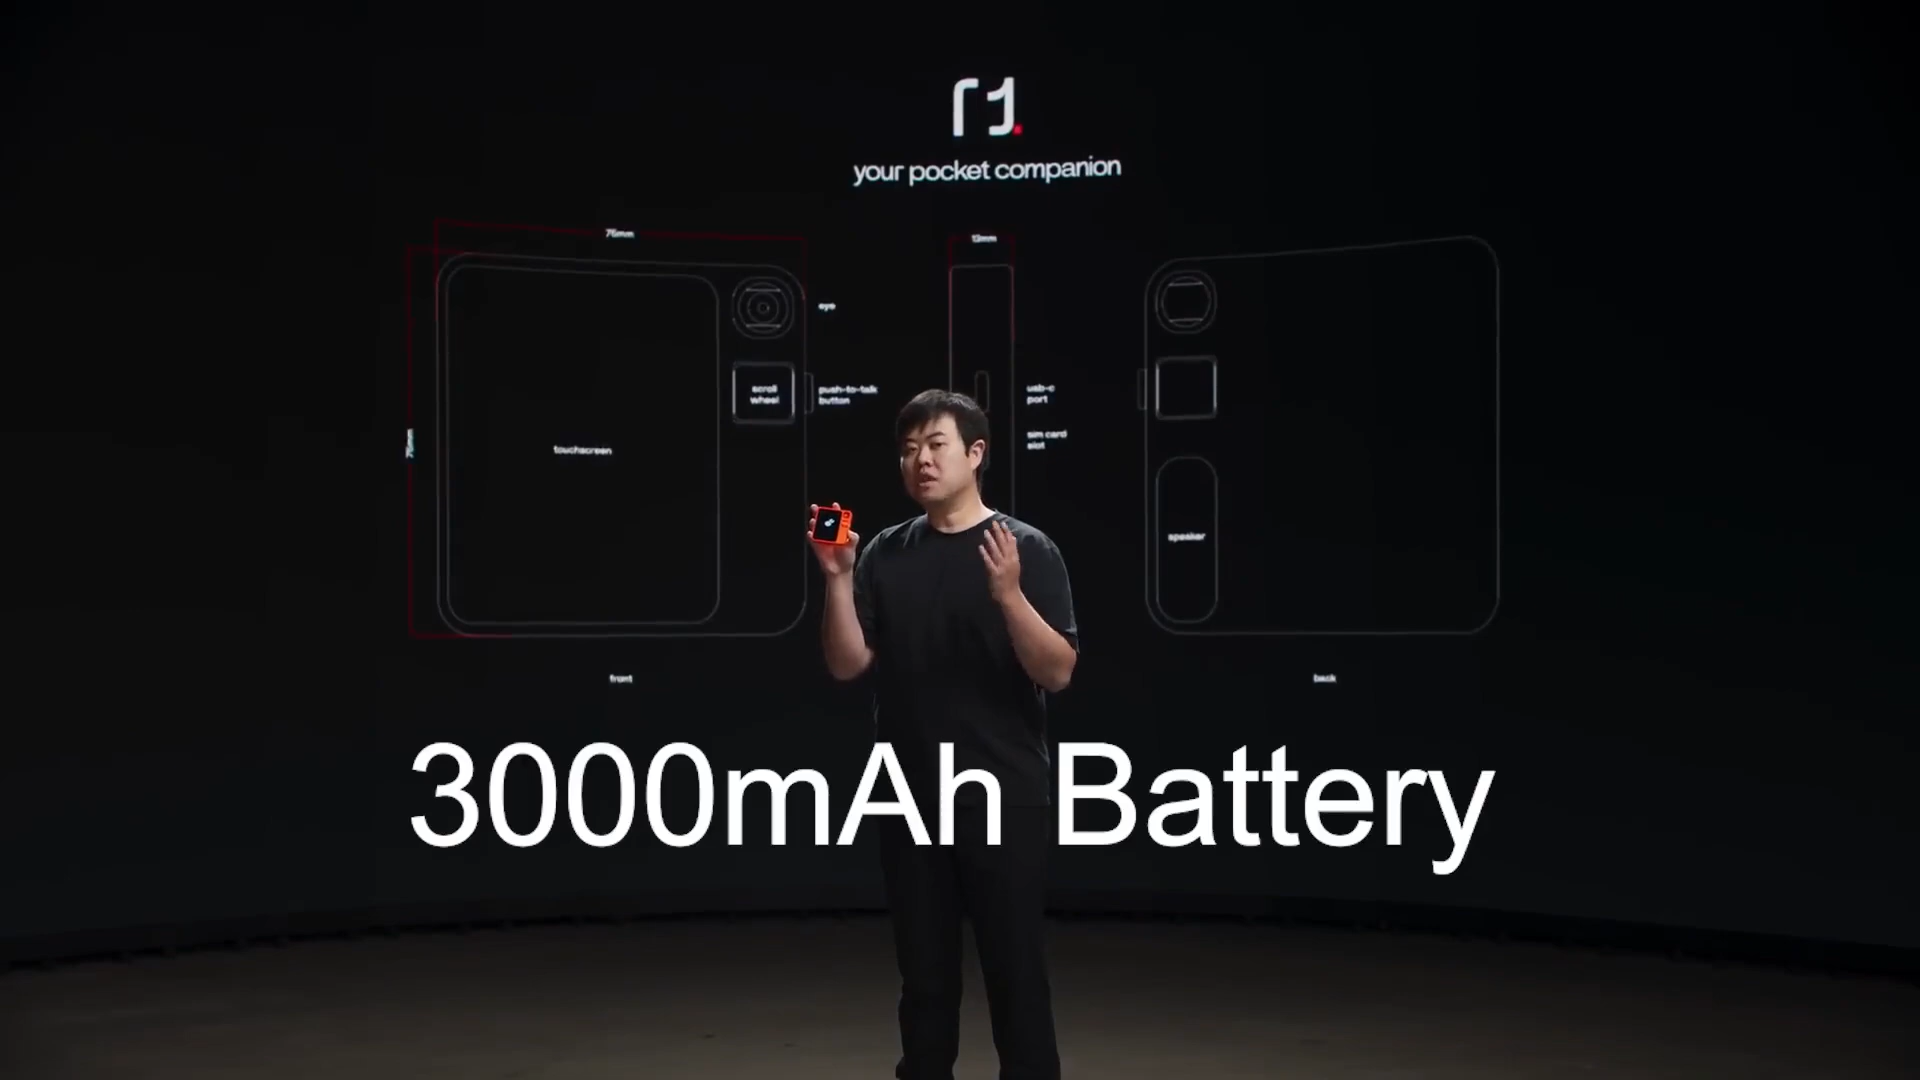 r1.
your pocket companion
76mm
13mm
76mm
eye
scroll
wheel
push-to-talk
button
touchscreen
usb-c
port
sim card
slot
speaker
front
back
3000mAh Battery